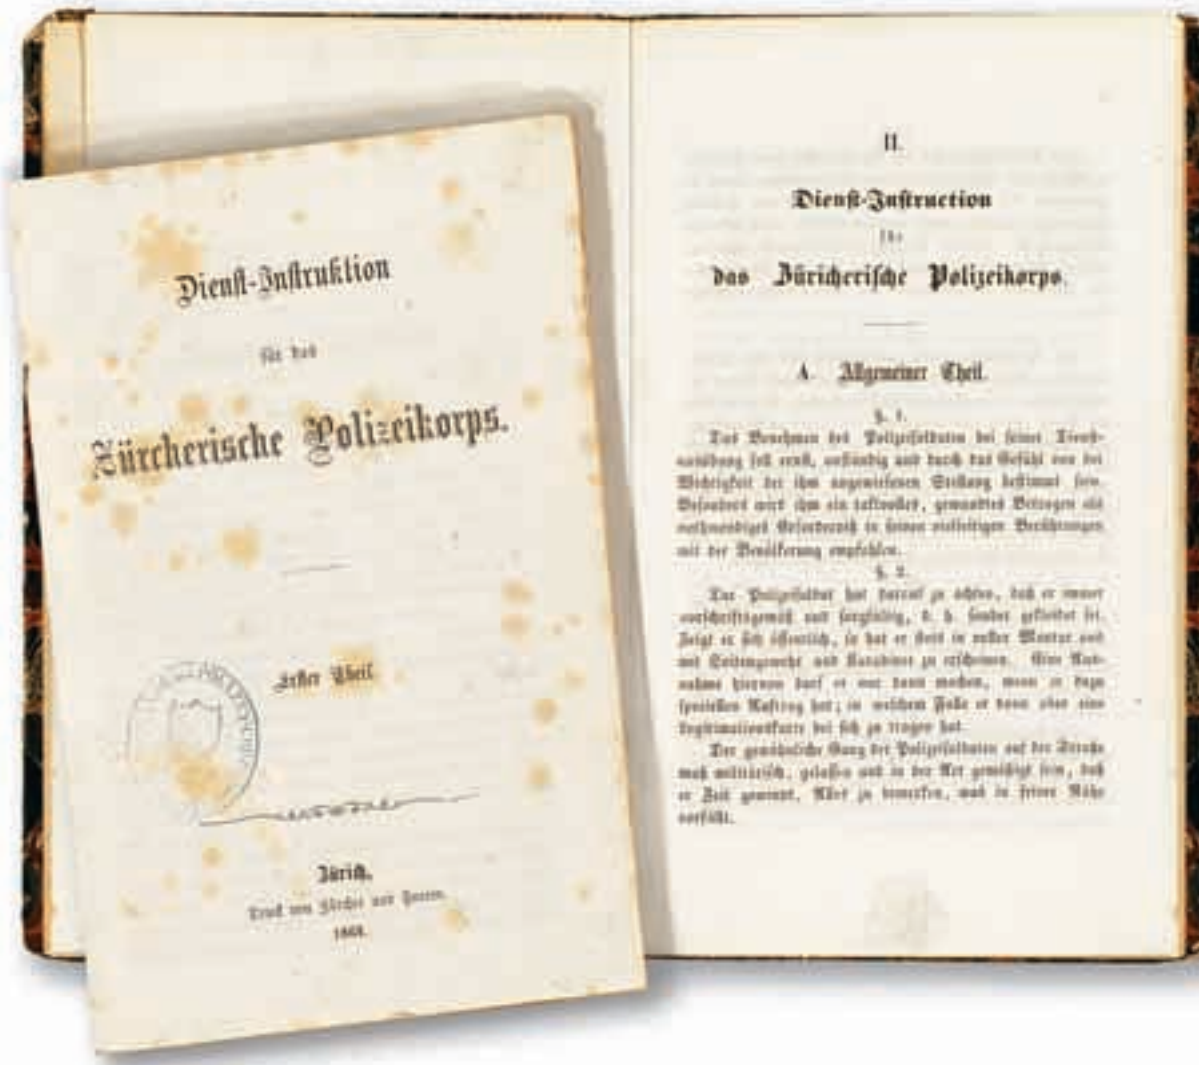 Dienst-Instruktion
für das
Zürcherische Polizeikorps.
Erster Theil.
Zürich,
Druck von Zürcher und Furrer.
II.
Dienst-Instruction
für
das Züricherische Polizeikorps.
A. Allgemeiner Theil.
§. 1.
Das Benehmen des Polizeisoldaten bei seiner Dienst-
ausübung soll ernst, anständig und durch das Gefühl von der
Wichtigkeit der ihm angewiesenen Stellung bestimmt sein.
Besonders wird ihm ein taktvolles, gewandtes Betragen als
nothwendiges Erforderniß in seinen vielseitigen Berührungen
mit der Bevölkerung empfohlen.
§. 2.
Der Polizeisoldat hat darauf zu achten, daß er immer
vorschriftsgemäß und sorgfältig, d. h. sauber gekleidet sei.
Zeigt er sich öffentlich, so hat er stets in voller Montur und
mit Seitengewehr und Karabiner zu erscheinen. Eine Aus-
nahme hiervon darf er nur dann machen, wenn er dazu
speziellen Auftrag hat; in welchem Falle er dann aber eine
Legitimationskarte bei sich zu tragen hat.
Der gewöhnliche Gang der Polizeisoldaten auf der Straße
muß militärisch, gelassen und in der Art gemäßigt sein, daß
er Zeit gewinnt, Alles zu bemerken, was in seiner Nähe
vorfällt.